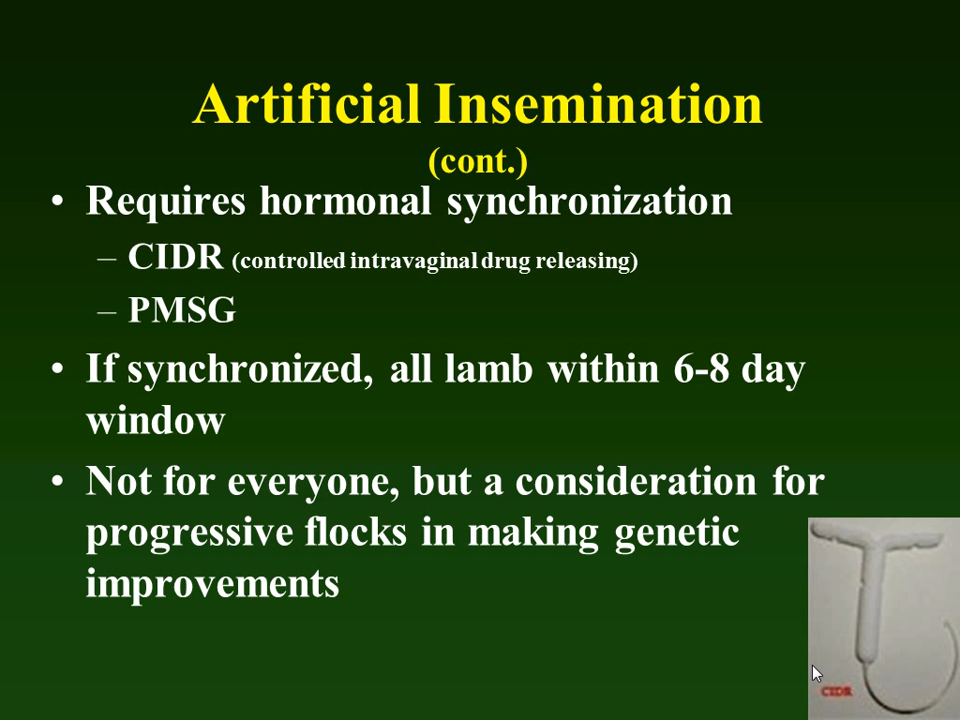 Artificial Insemination
(cont.)
• Requires hormonal synchronization
– CIDR (controlled intravaginal drug releasing)
– PMSG
• If synchronized, all lamb within 6-8 day
window
• Not for everyone, but a consideration for
progressive flocks in making genetic
improvements
CIDR